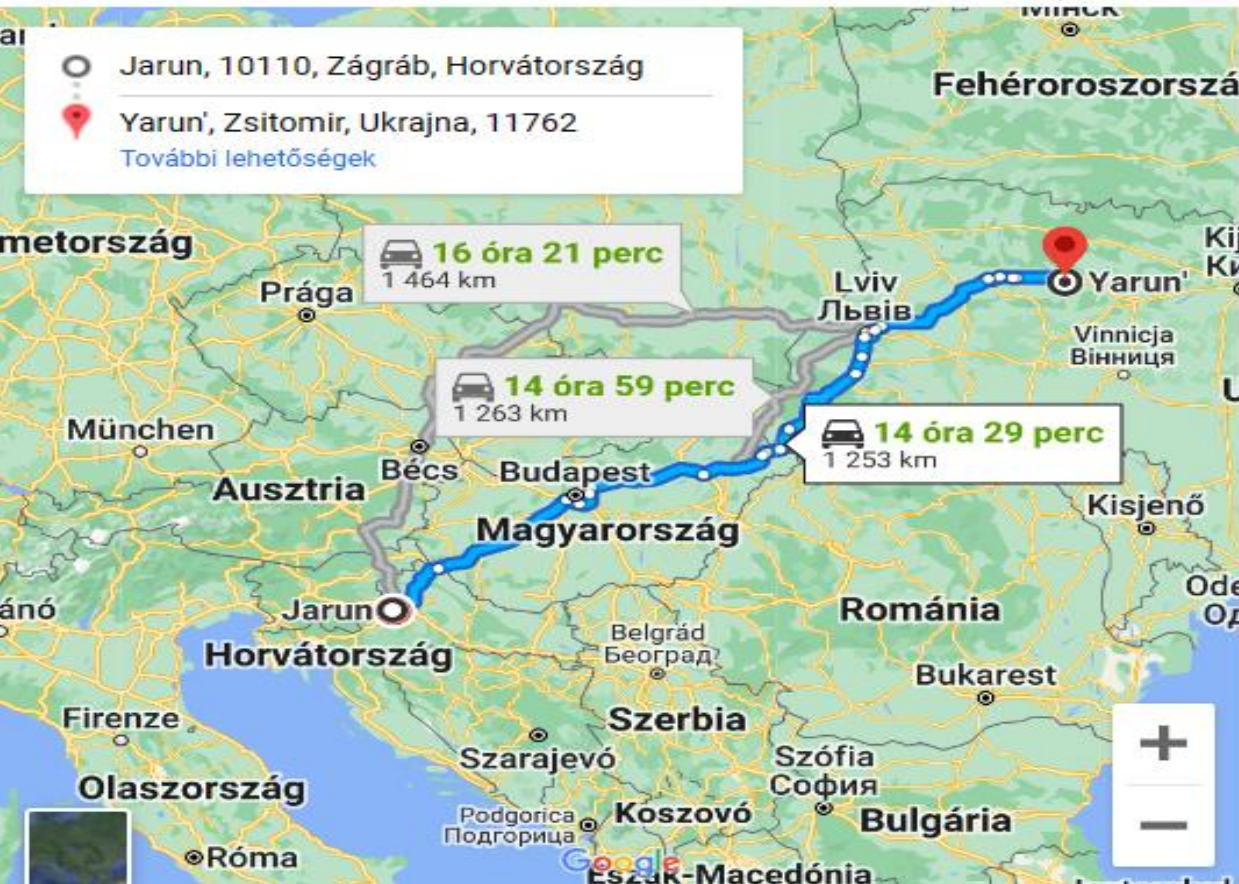 Минск
Jarun, 10110, Zágráb, Horvátország
Yarun', Zsitomir, Ukrajna, 11762
További lehetőségek
16 óra 21 perc
1 464 km
Prága
Lviv
Львів
Yarun'
Vinnicja
Вінниця
14 óra 59 perc
1 263 km
München
14 óra 29 perc
1 253 km
Bécs
Budapest
Ausztria
Kisjenő
Magyarország
Jarun
Románia
Horvátország
Belgrád
Београд
Bukarest
Firenze
Szerbia
Szarajevó
Szófia
София
Olaszország
Podgorica
Подгорица
Koszovó
Bulgária
Róma
Google
Észak-Macedónia